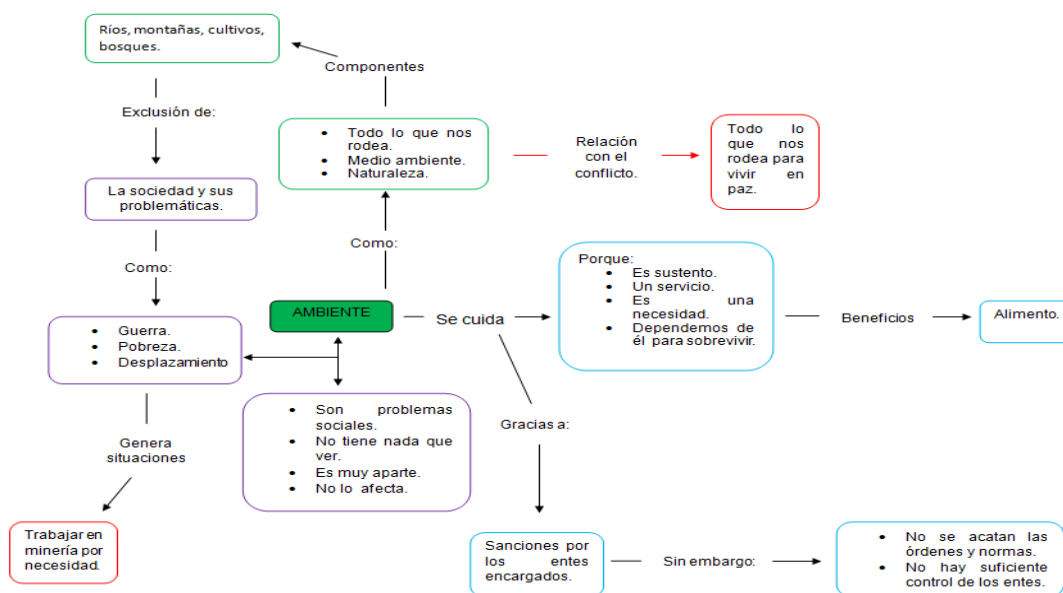 Ríos, montañas, cultivos,
bosques.
Componentes
Exclusión de:
• Todo lo que nos
rodea.
• Medio ambiente.
• Naturaleza.
Relación
con el
conflicto.
Todo lo
que nos
rodea para
vivir en
paz.
La sociedad y sus
problemáticas.
Como:
Como:
AMBIENTE
Se cuida
Porque:
• Es sustento.
• Un servicio.
• Es una
necesidad.
• Dependemos de
él para sobrevivir.
Beneficios
Alimento.
• Guerra.
• Pobreza.
• Desplazamiento
• Son problemas
sociales.
• No tiene nada que
ver.
• Es muy aparte.
• No lo afecta.
Gracias a:
Genera
situaciones
Trabajar en
minería por
necesidad.
Sanciones por
los entes
encargados.
Sin embargo:
• No se acatan las
órdenes y normas.
• No hay suficiente
control de los entes.